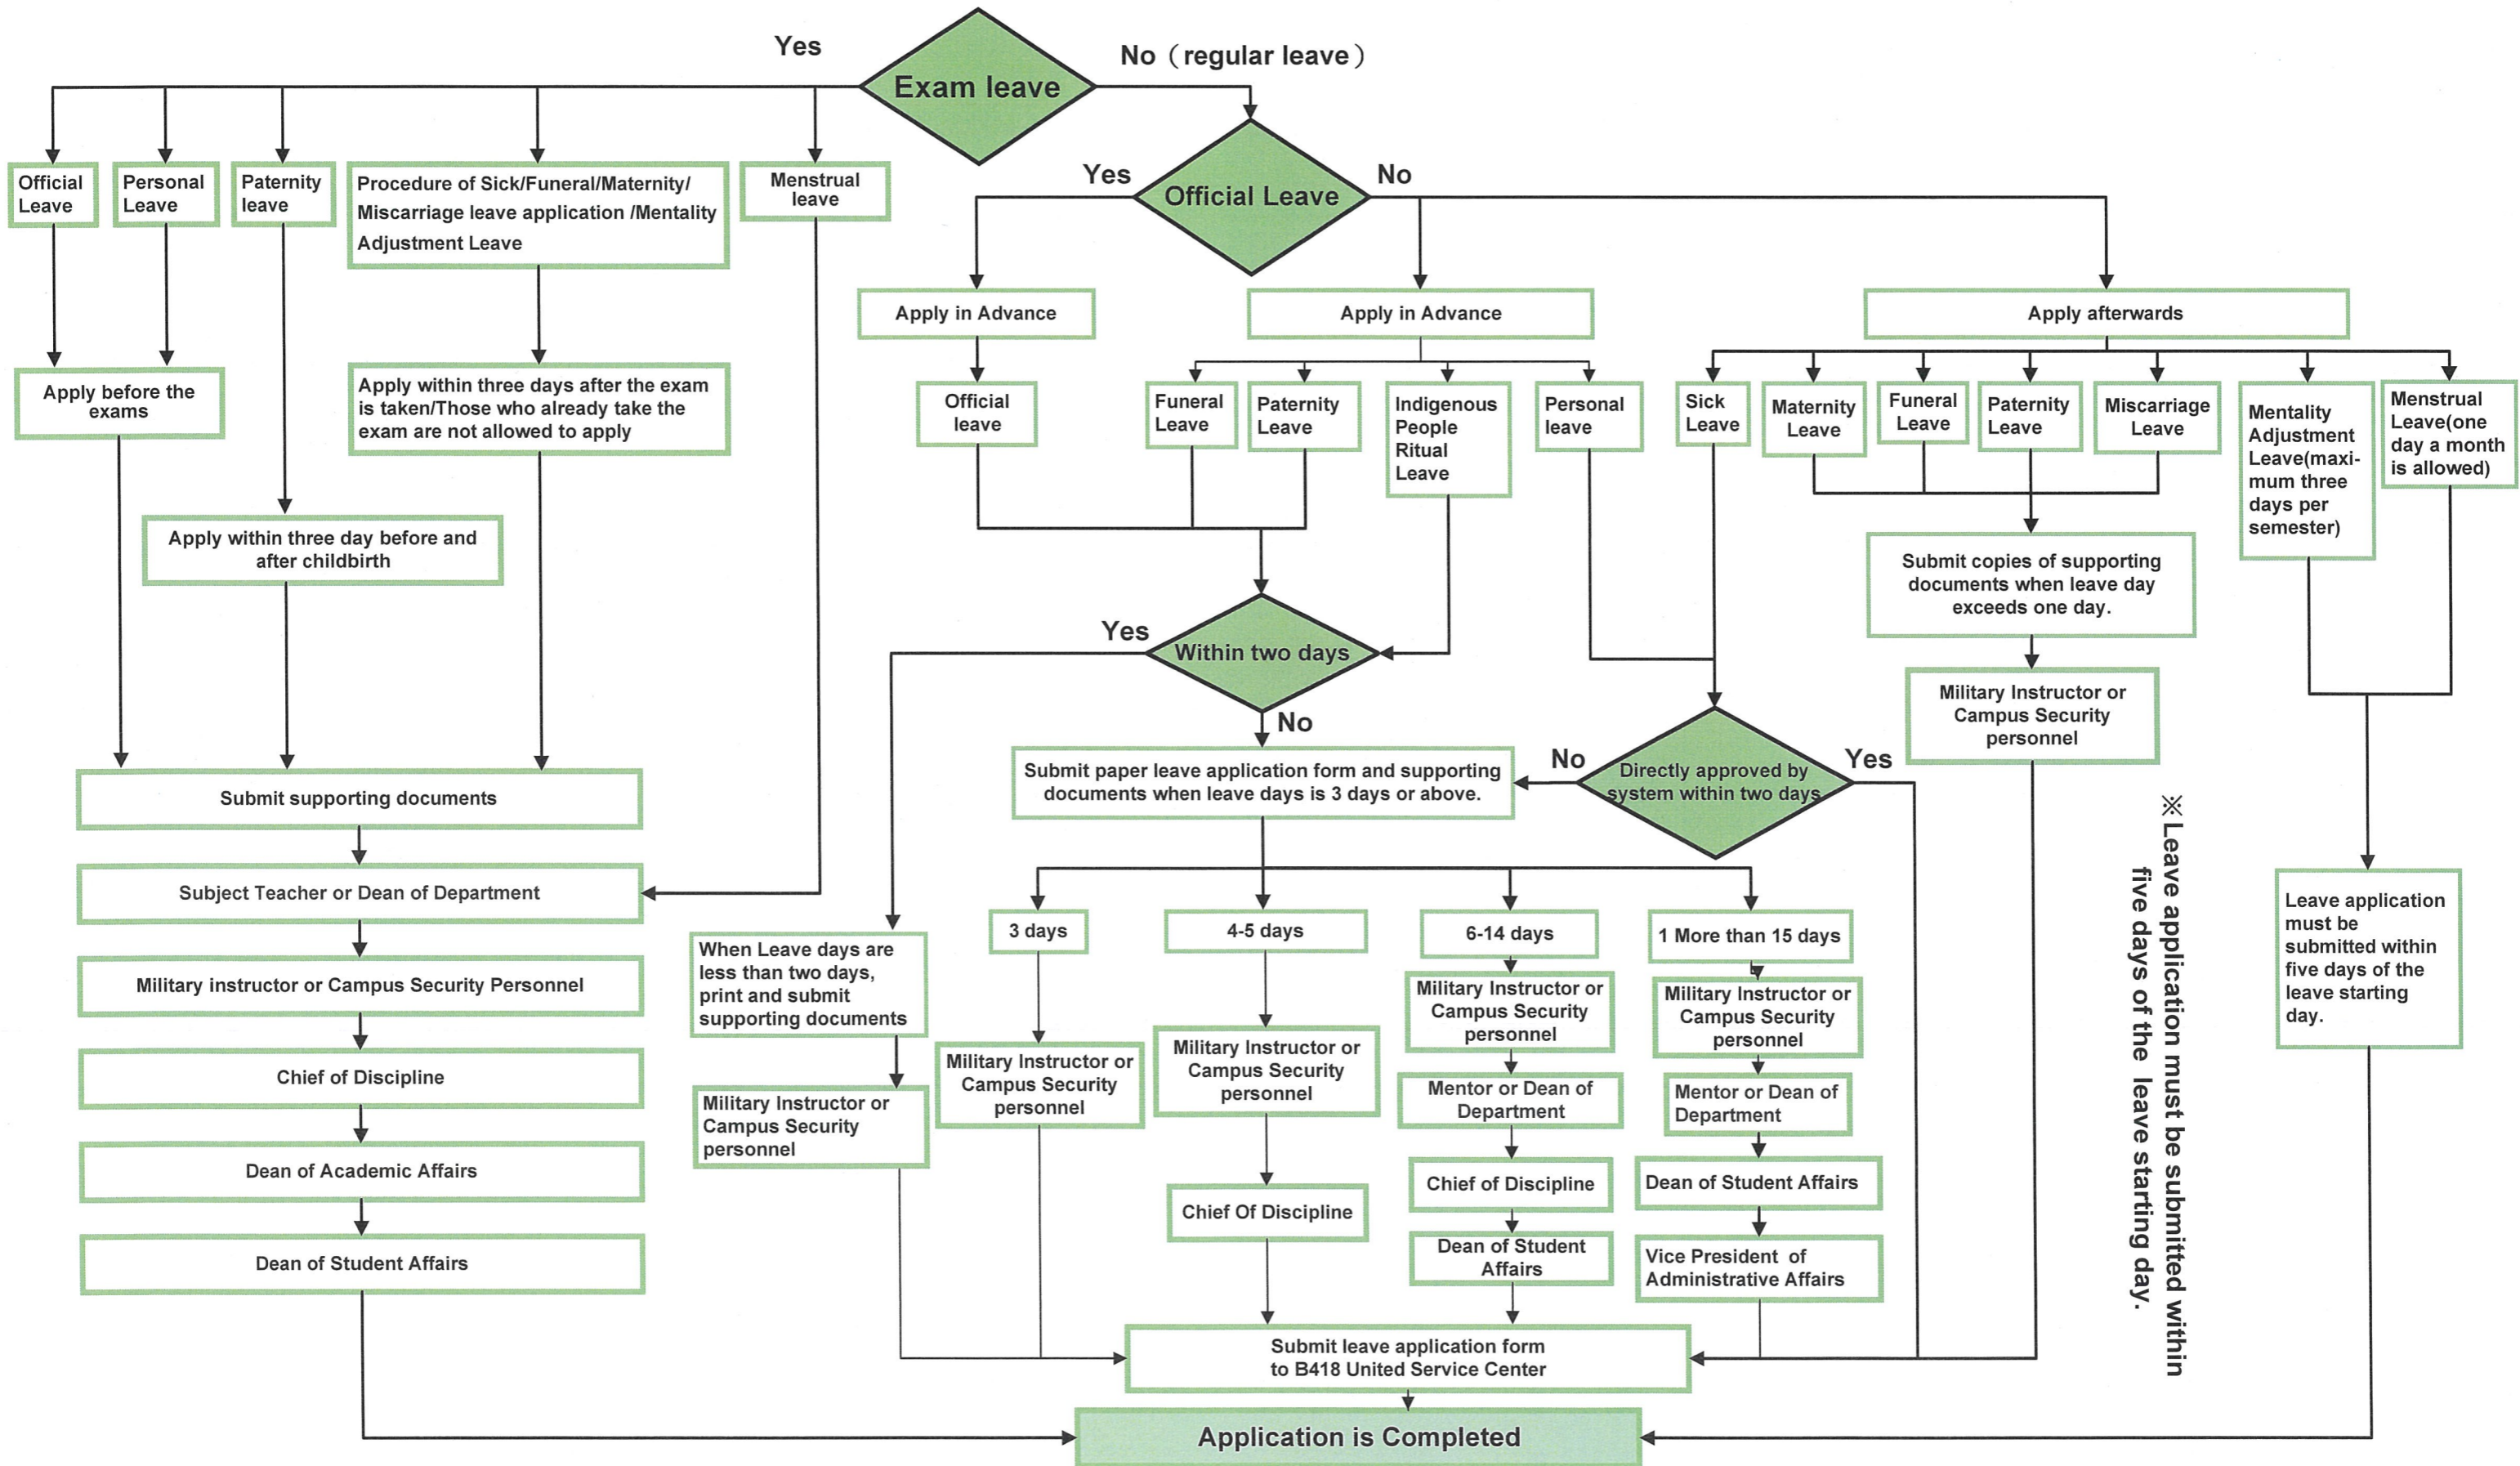 Yes
No（regular leave）
Exam leave
Official
Leave
Personal
Leave
Paternity
leave
Procedure of Sick/Funeral/Maternity/
Miscarriage leave application /Mentality
Adjustment Leave
Menstrual
leave
Yes
Official Leave
No
Apply in Advance
Apply in Advance
Apply afterwards
Apply before the
exams
Apply within three days after the exam
is taken/Those who already take the
exam are not allowed to apply
Official
leave
Funeral
Leave
Paternity
Leave
Indigenous
People
Ritual
Leave
Personal
leave
Sick
Leave
Maternity
Leave
Funeral
Leave
Paternity
Leave
Miscarriage
Leave
Mentality
Adjustment
Leave(maxi-
mum three
days per
semester)
Menstrual
Leave(one
day a month
is allowed)
Apply within three day before and
after childbirth
Submit copies of supporting
documents when leave day
exceeds one day.
Yes
Within two days
No
Military Instructor or
Campus Security
personnel
Submit paper leave application form and supporting
documents when leave days is 3 days or above.
No
Directly approved by
system within two days
Yes
Submit supporting documents
Subject Teacher or Dean of Department
Military instructor or Campus Security Personnel
Chief of Discipline
Dean of Academic Affairs
Dean of Student Affairs
When Leave days are
less than two days,
print and submit
supporting documents
Military Instructor or
Campus Security
personnel
3 days
Military Instructor or
Campus Security
personnel
4-5 days
Military Instructor or
Campus Security
personnel
Chief Of Discipline
6-14 days
Military Instructor or
Campus Security
personnel
Mentor or Dean of
Department
Chief of Discipline
Dean of Student
Affairs
1 More than 15 days
Military Instructor or
Campus Security
personnel
Mentor or Dean of
Department
Dean of Student Affairs
Vice President of
Administrative Affairs
※Leave application must be submitted within
five days of the leave starting day.
Leave application
must be
submitted within
five days of the
leave starting
day.
Submit leave application form
to B418 United Service Center
Application is Completed